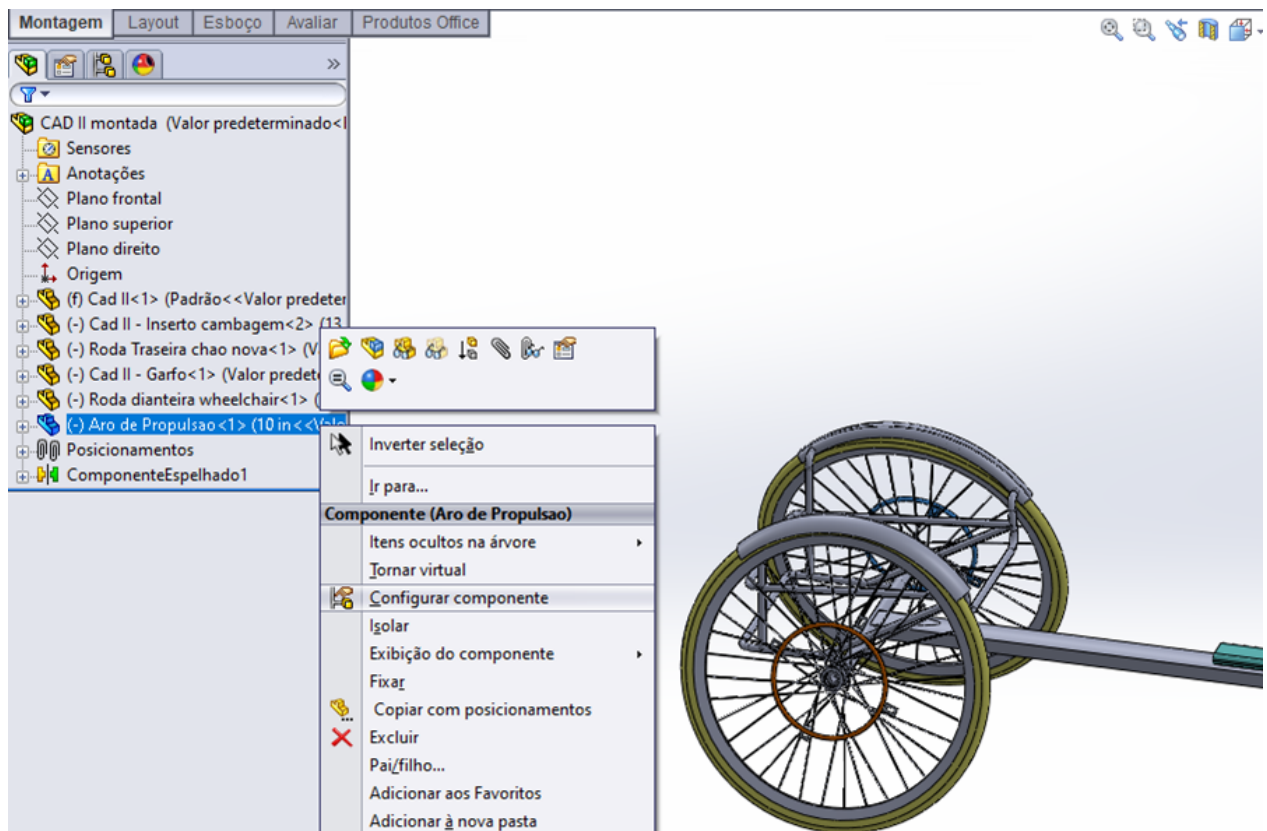 Montagem Layout Esboço Avaliar Produtos Office
CAD II montada (Valor predeterminado<
Sensores
Anotações
Plano frontal
Plano superior
Plano direito
Origem
(f) Cad II<1> (Padrão<<Valor predeter
(-) Cad II - Inserto cambagem<2> (13
(-) Roda Traseira chao nova<1> (V
(-) Cad II - Garfo<1> (Valor predet
(-) Roda dianteira wheelchair<1> (
(-) Aro de Propulsao<1> (10 in<<Valo
Posicionamentos
ComponenteEspelhado1
Inverter seleção
Ir para...
Componente (Aro de Propulsao)
Itens ocultos na árvore
Tornar virtual
Configurar componente
Isolar
Exibição do componente
Fixar
Copiar com posicionamentos
Excluir
Pai/filho...
Adicionar aos Favoritos
Adicionar à nova pasta